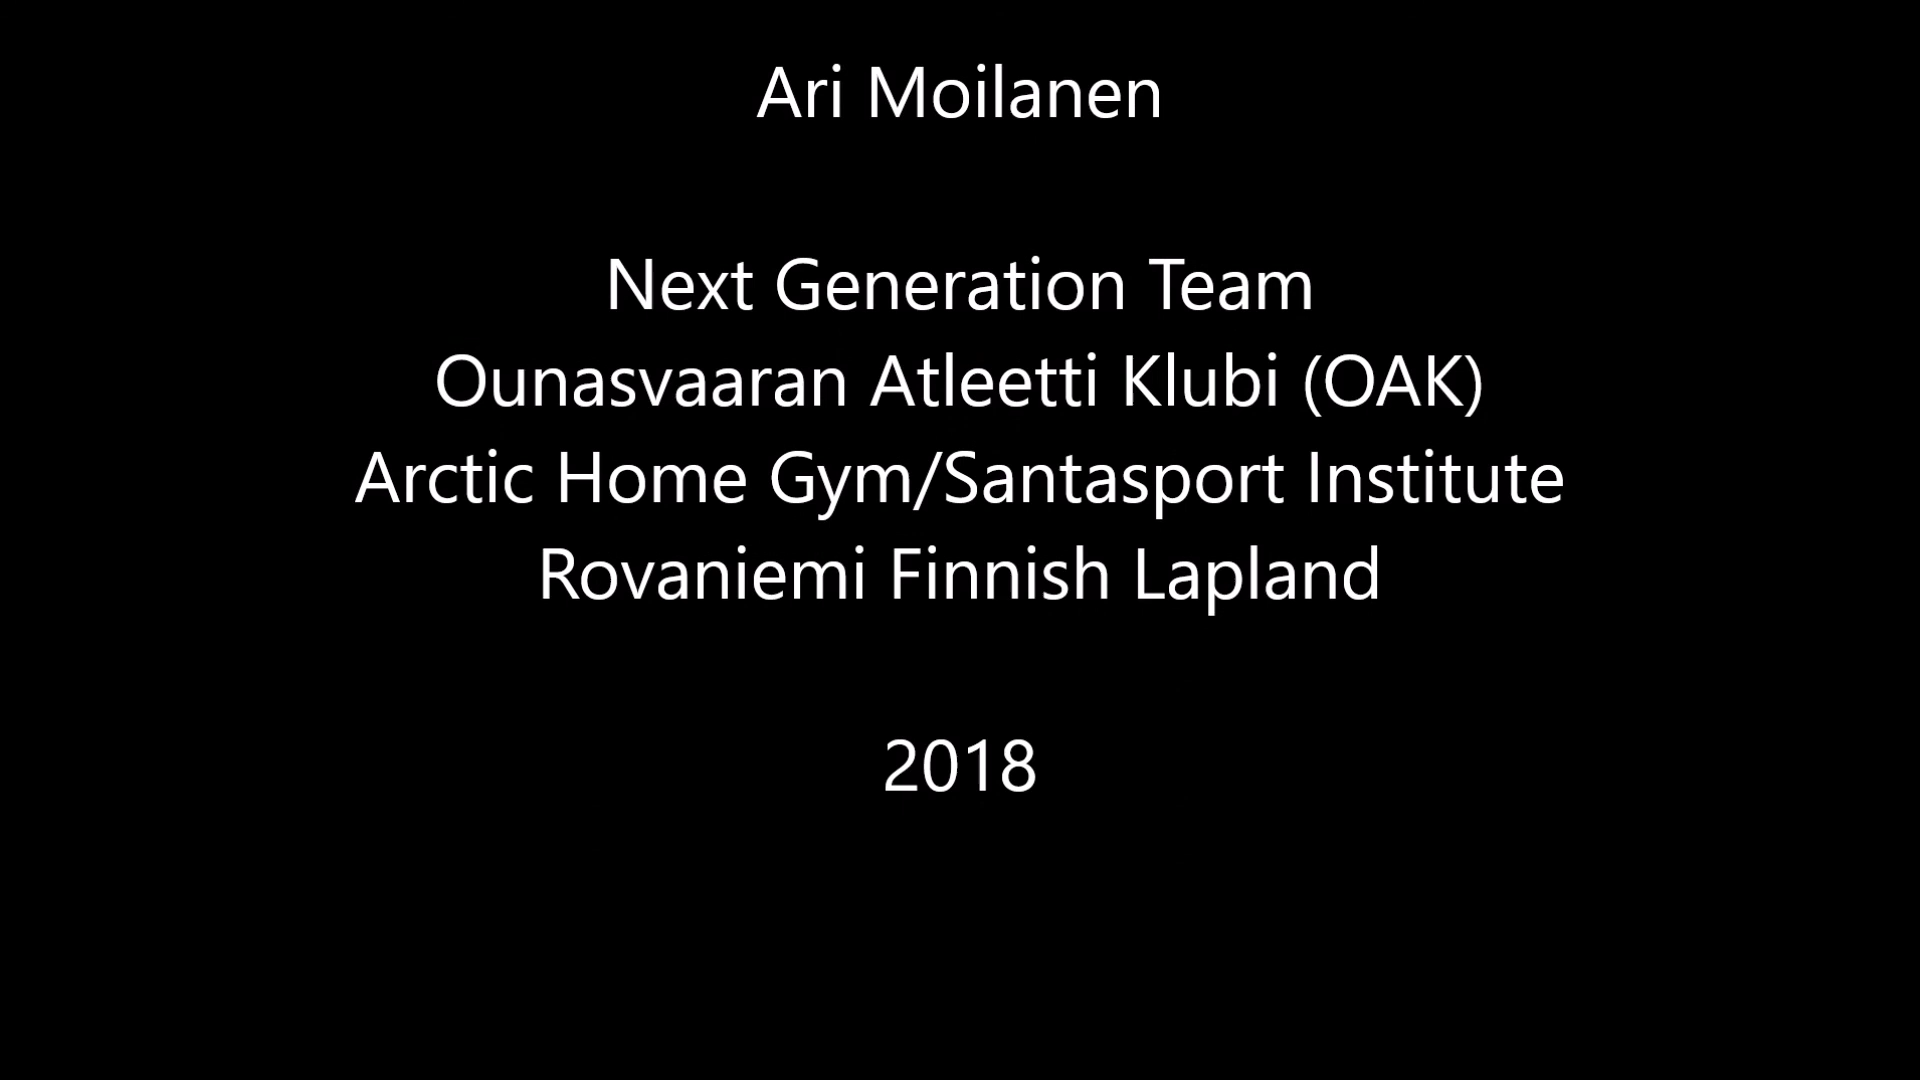 Ari Moilanen
Next Generation Team
Ounasvaaran Atleetti Klubi (OAK)
Arctic Home Gym/Santasport Institute
Rovaniemi Finnish Lapland
2018